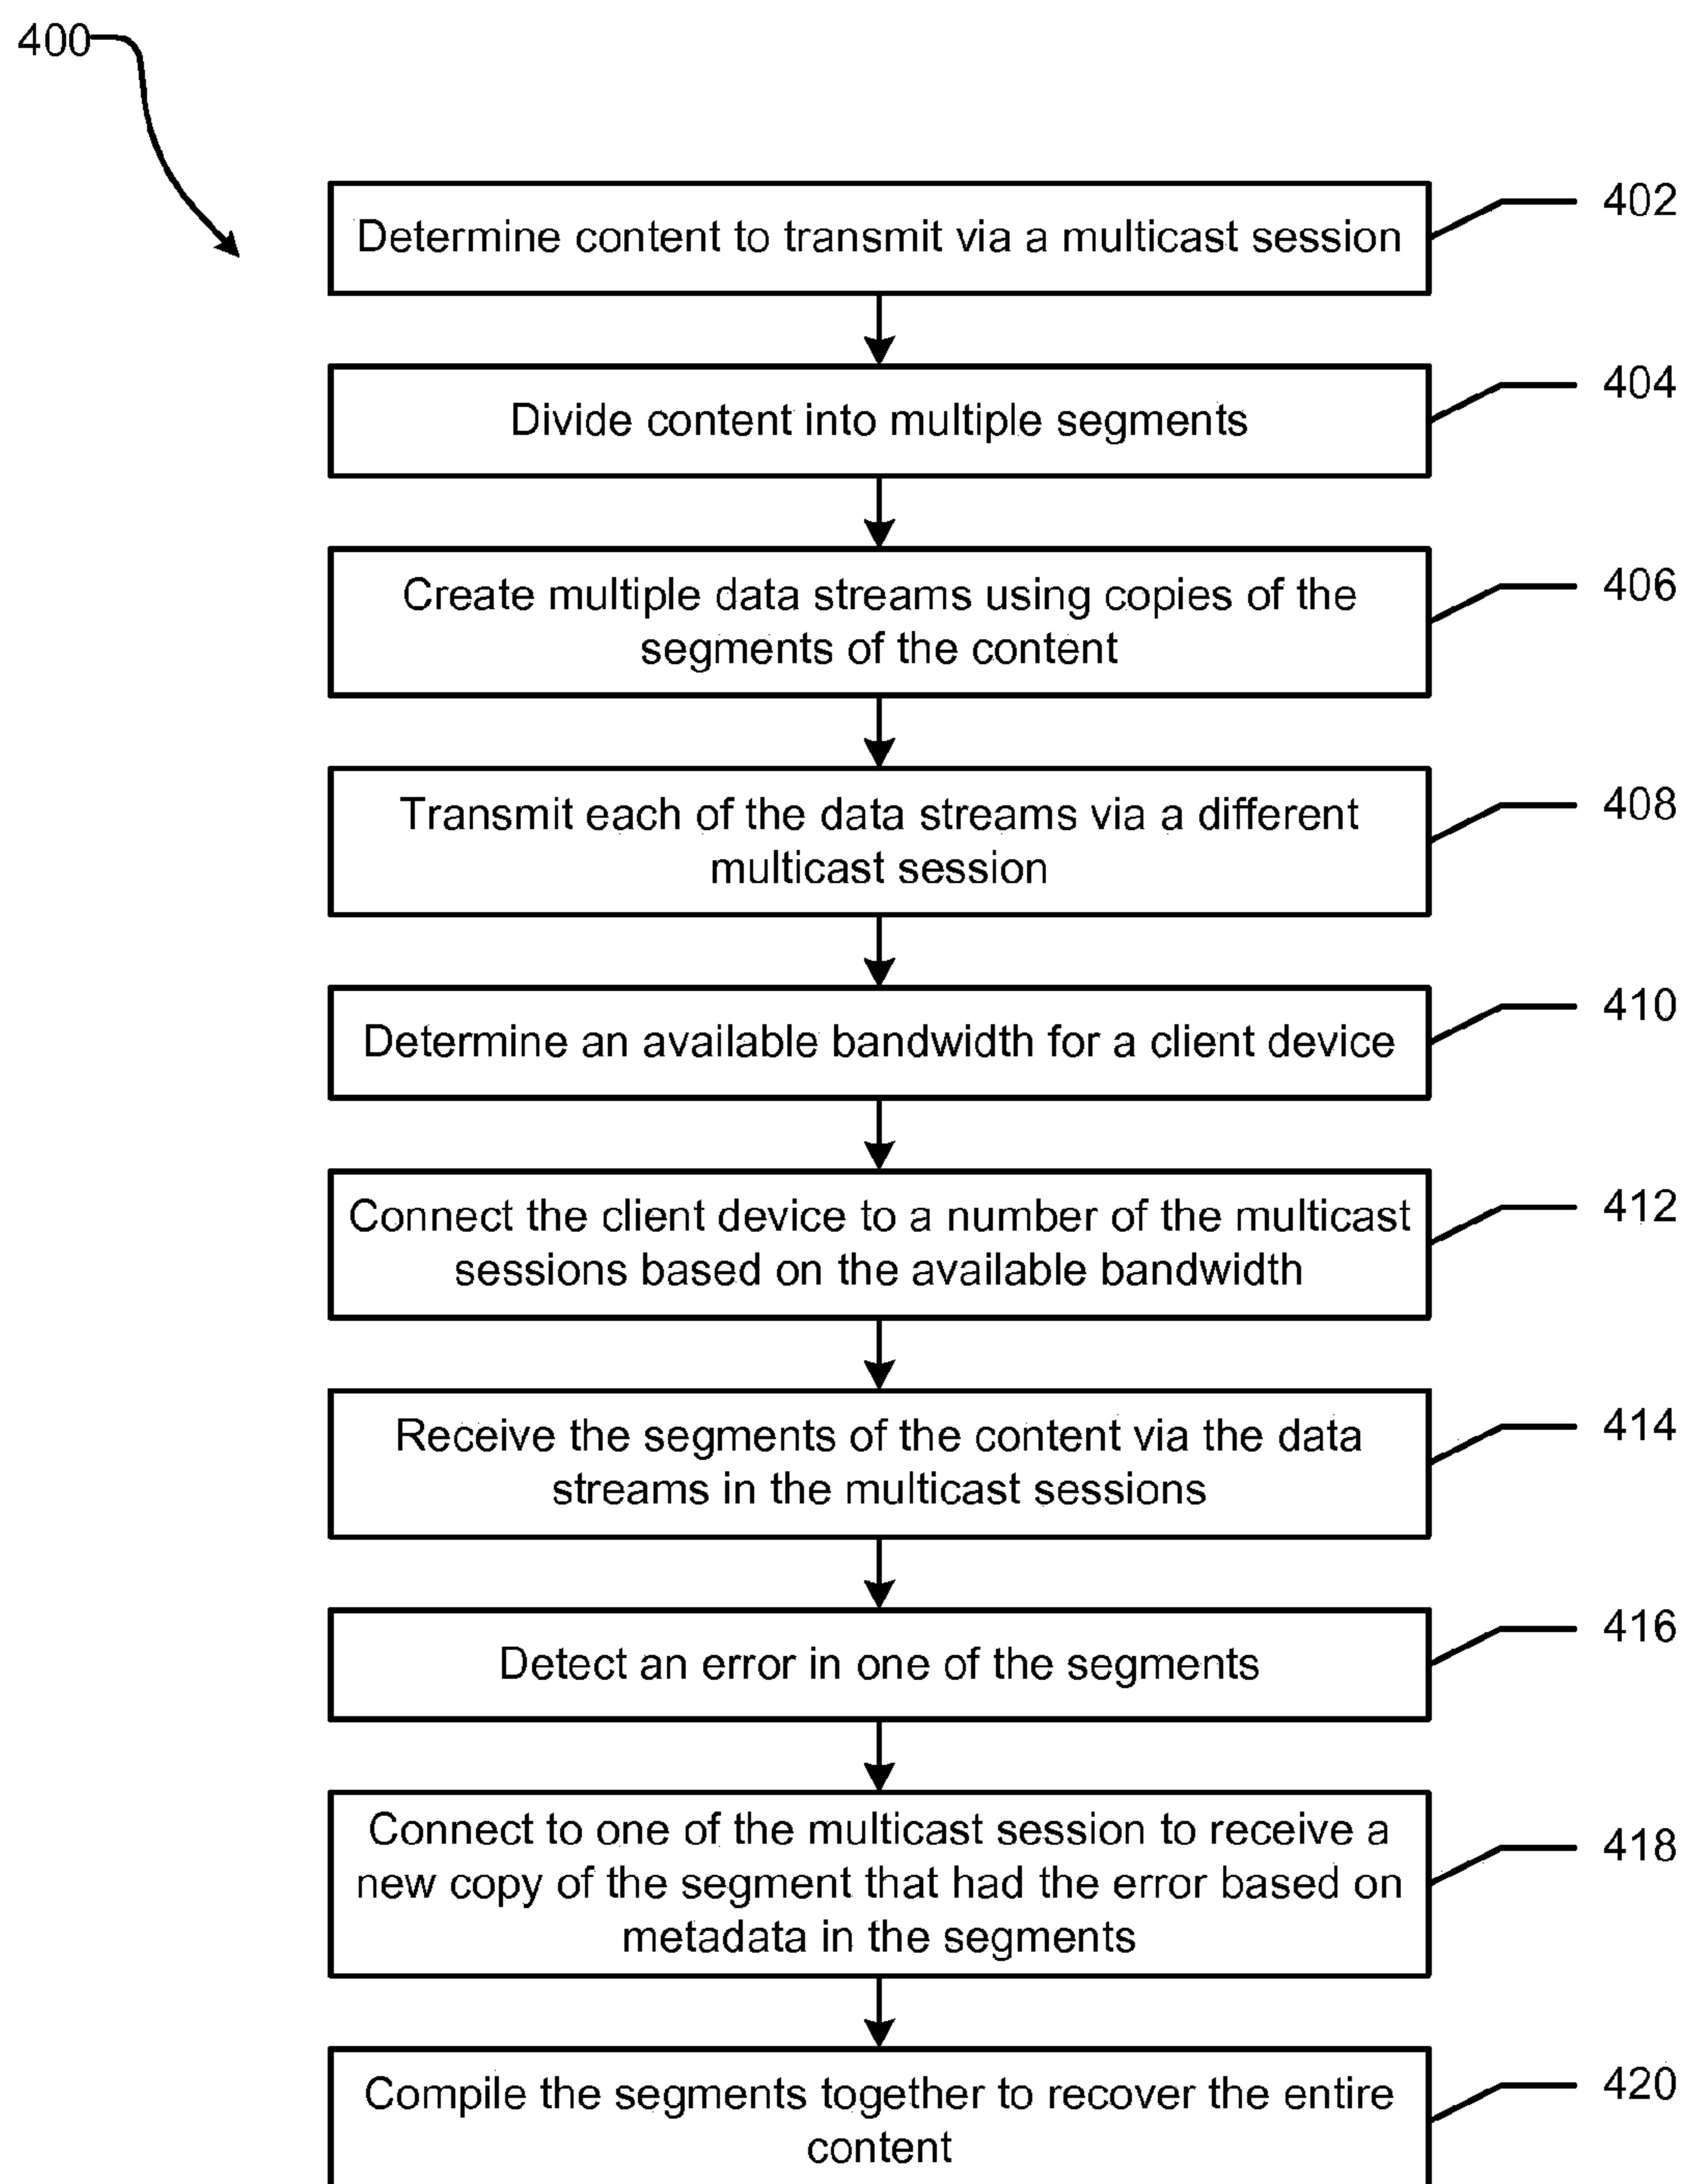 400
Determine content to transmit via a multicast session
402
Divide content into multiple segments
404
Create multiple data streams using copies of the
segments of the content
406
Transmit each of the data streams via a different
multicast session
408
Determine an available bandwidth for a client device
410
Connect the client device to a number of the multicast
sessions based on the available bandwidth
412
Receive the segments of the content via the data
streams in the multicast sessions
414
Detect an error in one of the segments
416
Connect to one of the multicast session to receive a
new copy of the segment that had the error based on
metadata in the segments
418
Compile the segments together to recover the entire
content
420